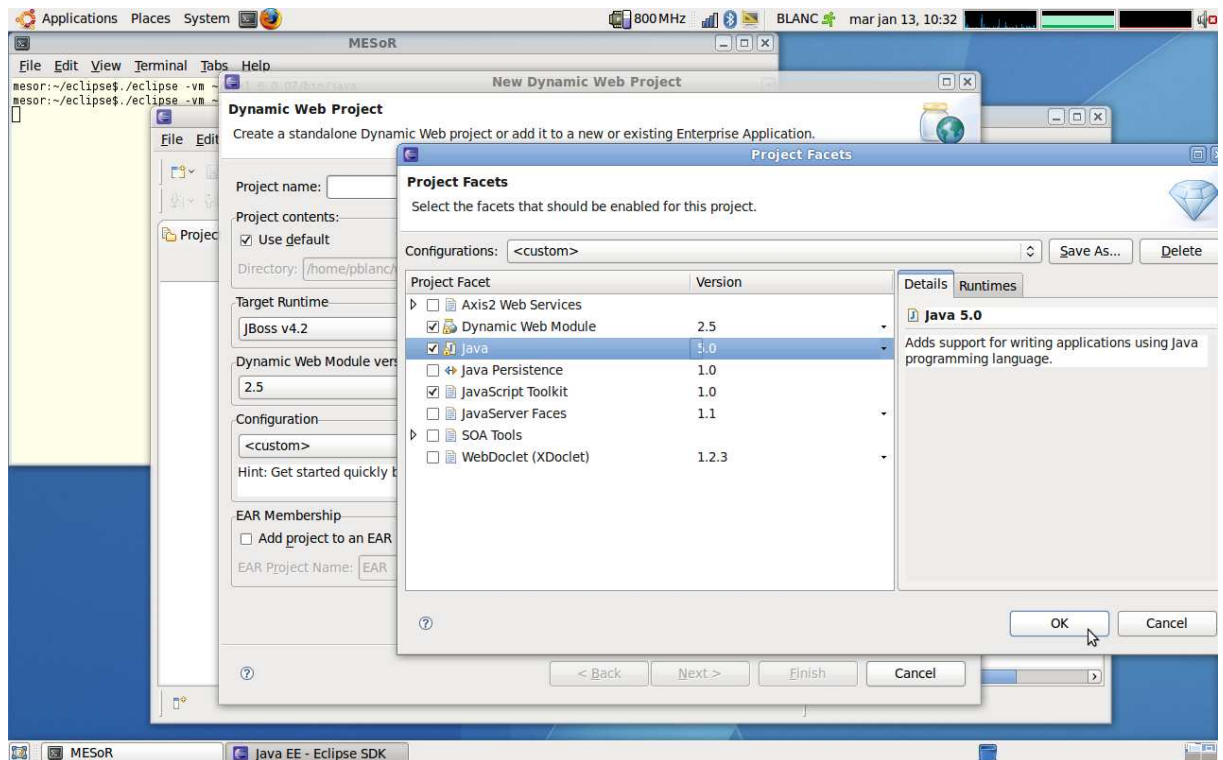 Applications Places System 800 MHz BLANC mar jan 13, 10:32
MESoR
File Edit View Terminal Tabs Help
mesor:~/eclipse$./eclipse -vm ~
mesor:~/eclipse$./eclipse -vm ~
New Dynamic Web Project
Dynamic Web Project
Create a standalone Dynamic Web project or add it to a new or existing Enterprise Application.
File Edit
Project name:
Project contents:
Use default
Directory: /home/pblanc/
Target Runtime
JBoss v4.2
Dynamic Web Module vers
2.5
Configuration
<custom>
Hint: Get started quickly b
EAR Membership
Add project to an EAR
EAR Project Name: EAR
< Back Next > Finish Cancel
Projec
Project Facets
Project Facets
Select the facets that should be enabled for this project.
Configurations: <custom> Save As... Delete
Project Facet Version
Axis2 Web Services
Dynamic Web Module 2.5
Java 5.0
Java Persistence 1.0
JavaScript Toolkit 1.0
JavaServer Faces 1.1
SOA Tools
WebDoclet (XDoclet) 1.2.3
Details Runtimes
Java 5.0
Adds support for writing applications using Java
programming language.
OK Cancel
MESoR Java EE - Eclipse SDK